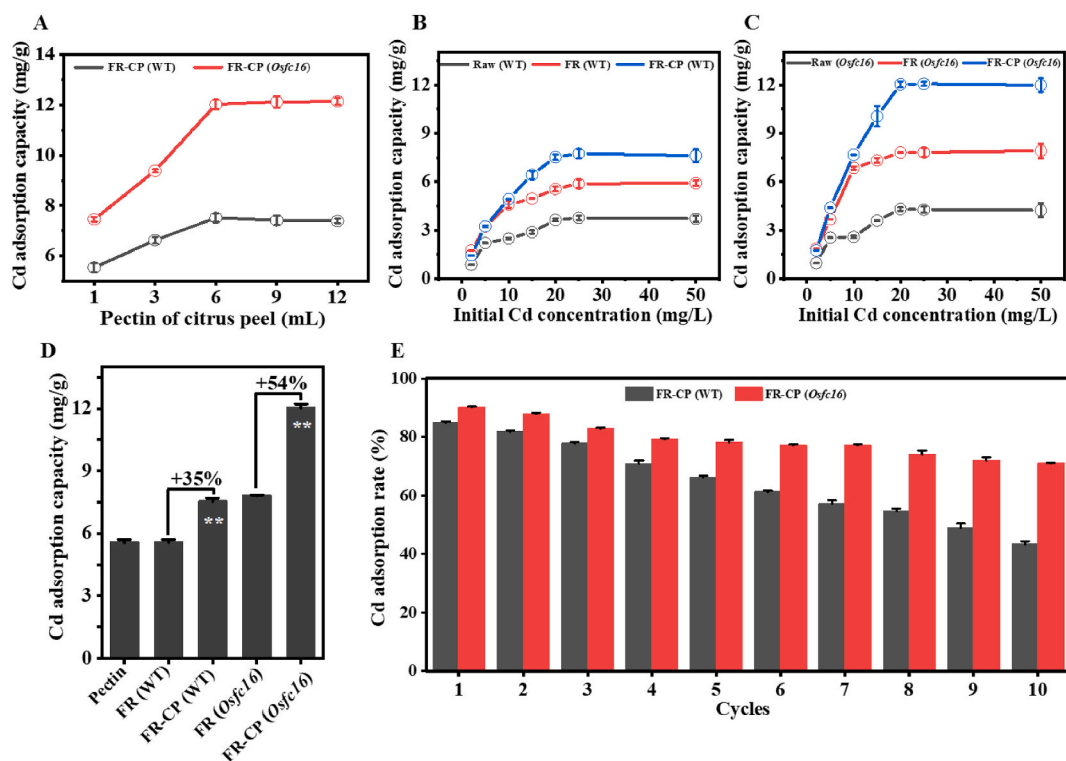 A
Cd adsorption capacity (mg/g)
FR-CP (WT) FR-CP (Osfc16)
14
12
10
8
6
1 3 6 9 12
Pectin of citrus peel (mL)
B
Cd adsorption capacity (mg/g)
Raw (WT) FR (WT) FR-CP (WT)
12
9
6
3
0
0 10 20 30 40 50
Initial Cd concentration (mg/L)
C
Cd adsorption capacity (mg/g)
Raw (Osfc16) FR (Osfc16) FR-CP (Osfc16)
12
9
6
3
0
0 10 20 30 40 50
Initial Cd concentration (mg/L)
D
Cd adsorption capacity (mg/g)
12
9
6
3
0
+35%
**
+54%
**
Pectin
FR (WT)
FR-CP (WT)
FR (Osfc16)
FR-CP (Osfc16)
E
Cd adsorption rate (%)
FR-CP (WT) FR-CP (Osfc16)
100
80
60
40
20
0
1 2 3 4 5 6 7 8 9 10
Cycles